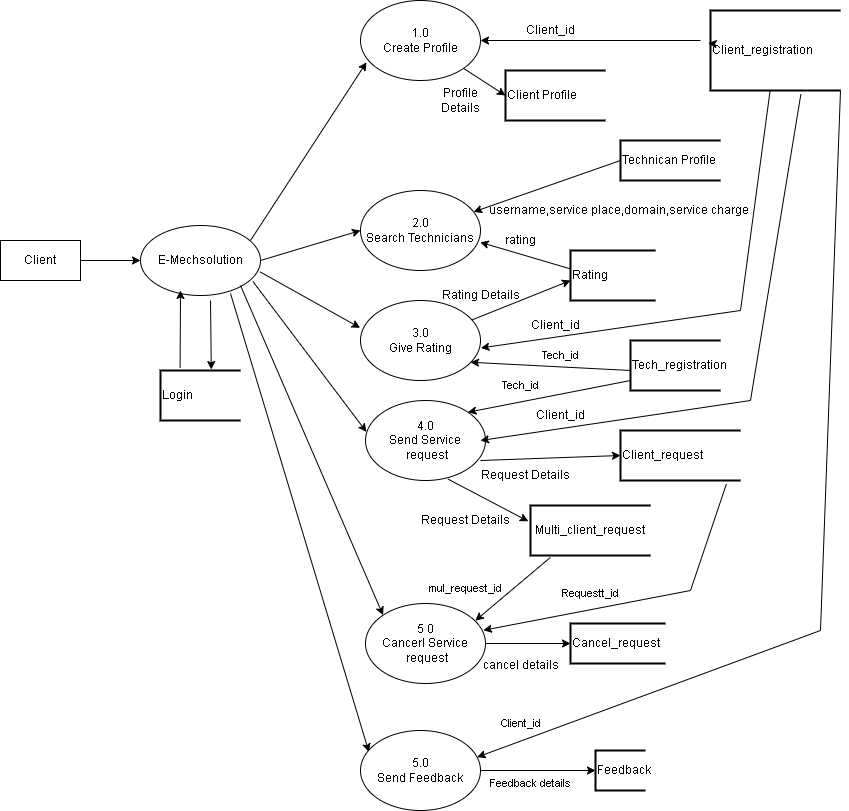 1.0
Create Profile
Client_id
Client_registration
Profile
Details
Client Profile
Technican Profile
2.0
Search Technicians
username,service place,domain,service charge
rating
Rating
Client
E-Mechsolution
Rating Details
3.0
Give Rating
Client_id
Tech_id
Tech_registration
Login
Tech_id
Client_id
4.0
Send Service
request
Client_request
Request Details
Request Details
Multi_client_request
mul_request_id
Requestt_id
5 0
Cancerl Service
request
Cancel_request
cancel details
Client_id
5.0
Send Feedback
Feedback
Feedback details